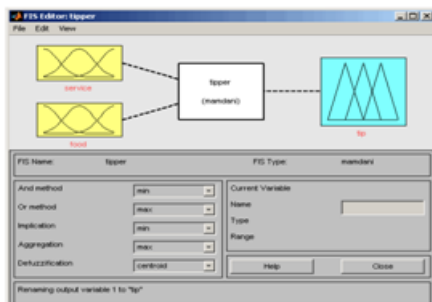 FIS Editor: tipper
File Edit View
service
tipper
(mamdani)
food
tip
FIS Name: tipper FIS Type: mamdani
And method min
Or method max
Implication min
Aggregation max
Defuzzification centroid
Current Variable
Name
Type
Range
Help Close
Renaming output variable 1 to "tip"